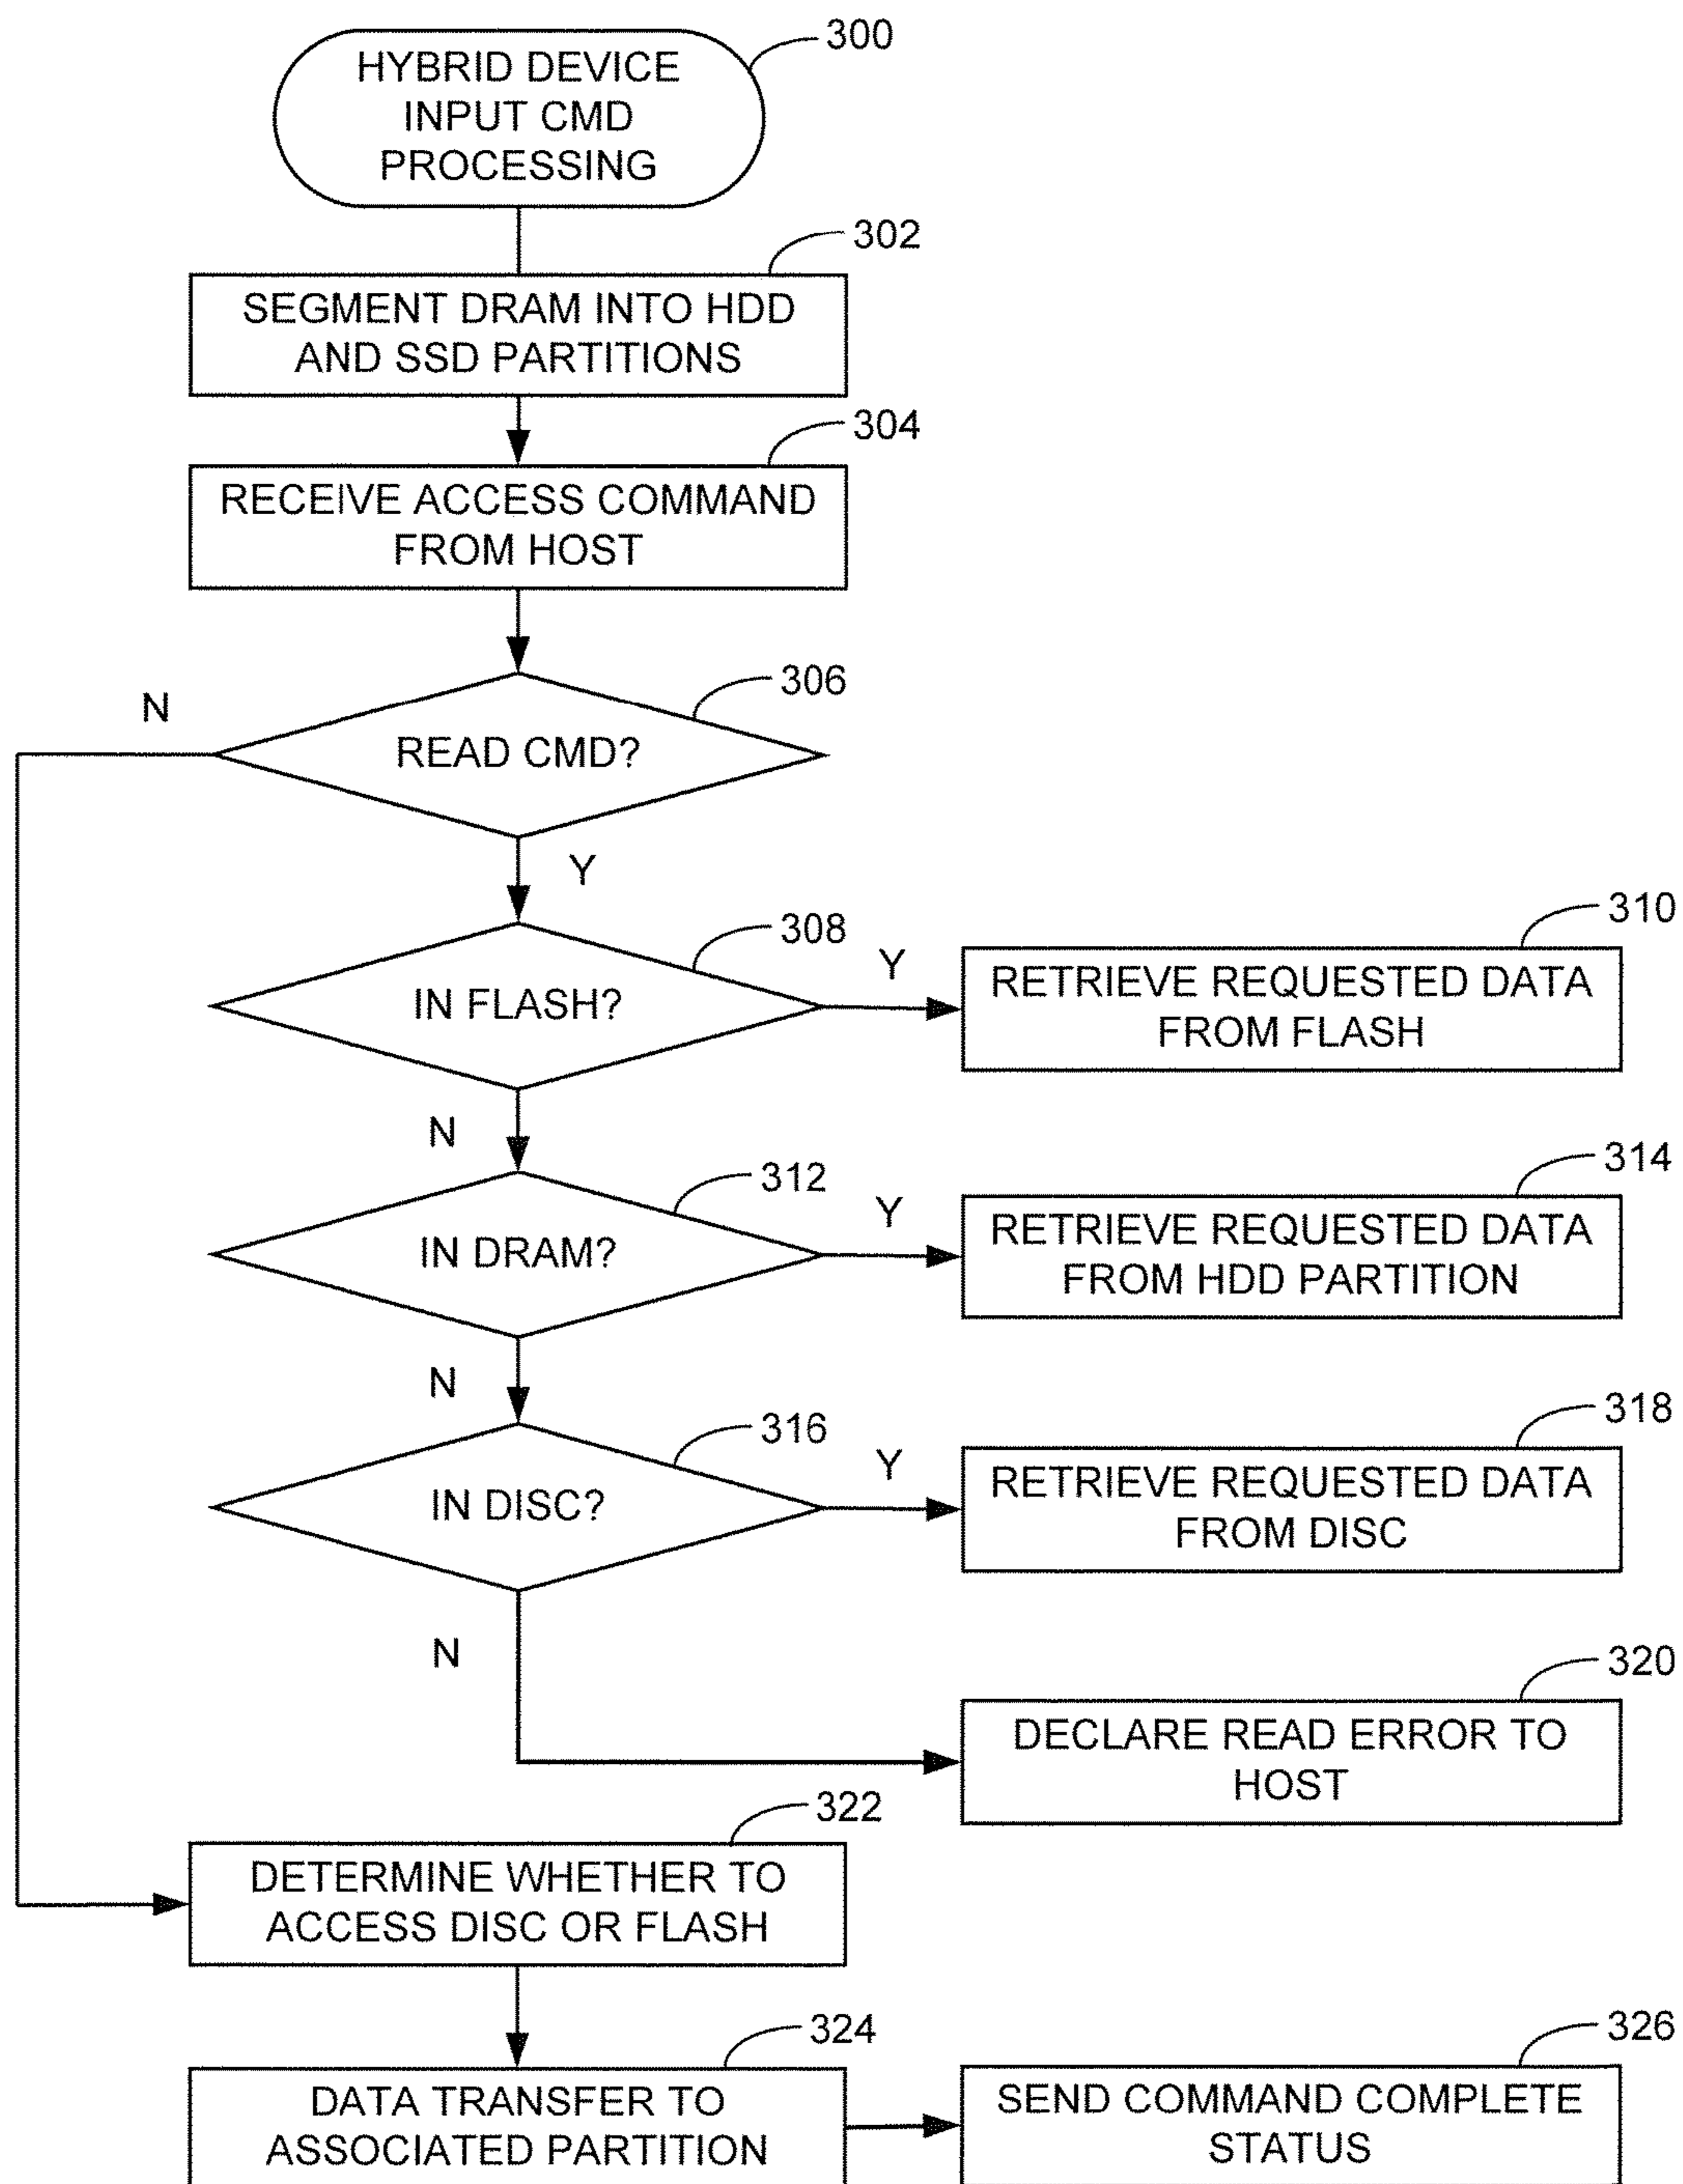 300
HYBRID DEVICE
INPUT CMD
PROCESSING
302
SEGMENT DRAM INTO HDD
AND SSD PARTITIONS
304
RECEIVE ACCESS COMMAND
FROM HOST
306
N
READ CMD?
Y
308
310
IN FLASH?
Y
RETRIEVE REQUESTED DATA
FROM FLASH
N
312
314
IN DRAM?
Y
RETRIEVE REQUESTED DATA
FROM HDD PARTITION
N
316
318
IN DISC?
Y
RETRIEVE REQUESTED DATA
FROM DISC
N
320
DECLARE READ ERROR TO
HOST
322
DETERMINE WHETHER TO
ACCESS DISC OR FLASH
324
326
DATA TRANSFER TO
ASSOCIATED PARTITION
SEND COMMAND COMPLETE
STATUS